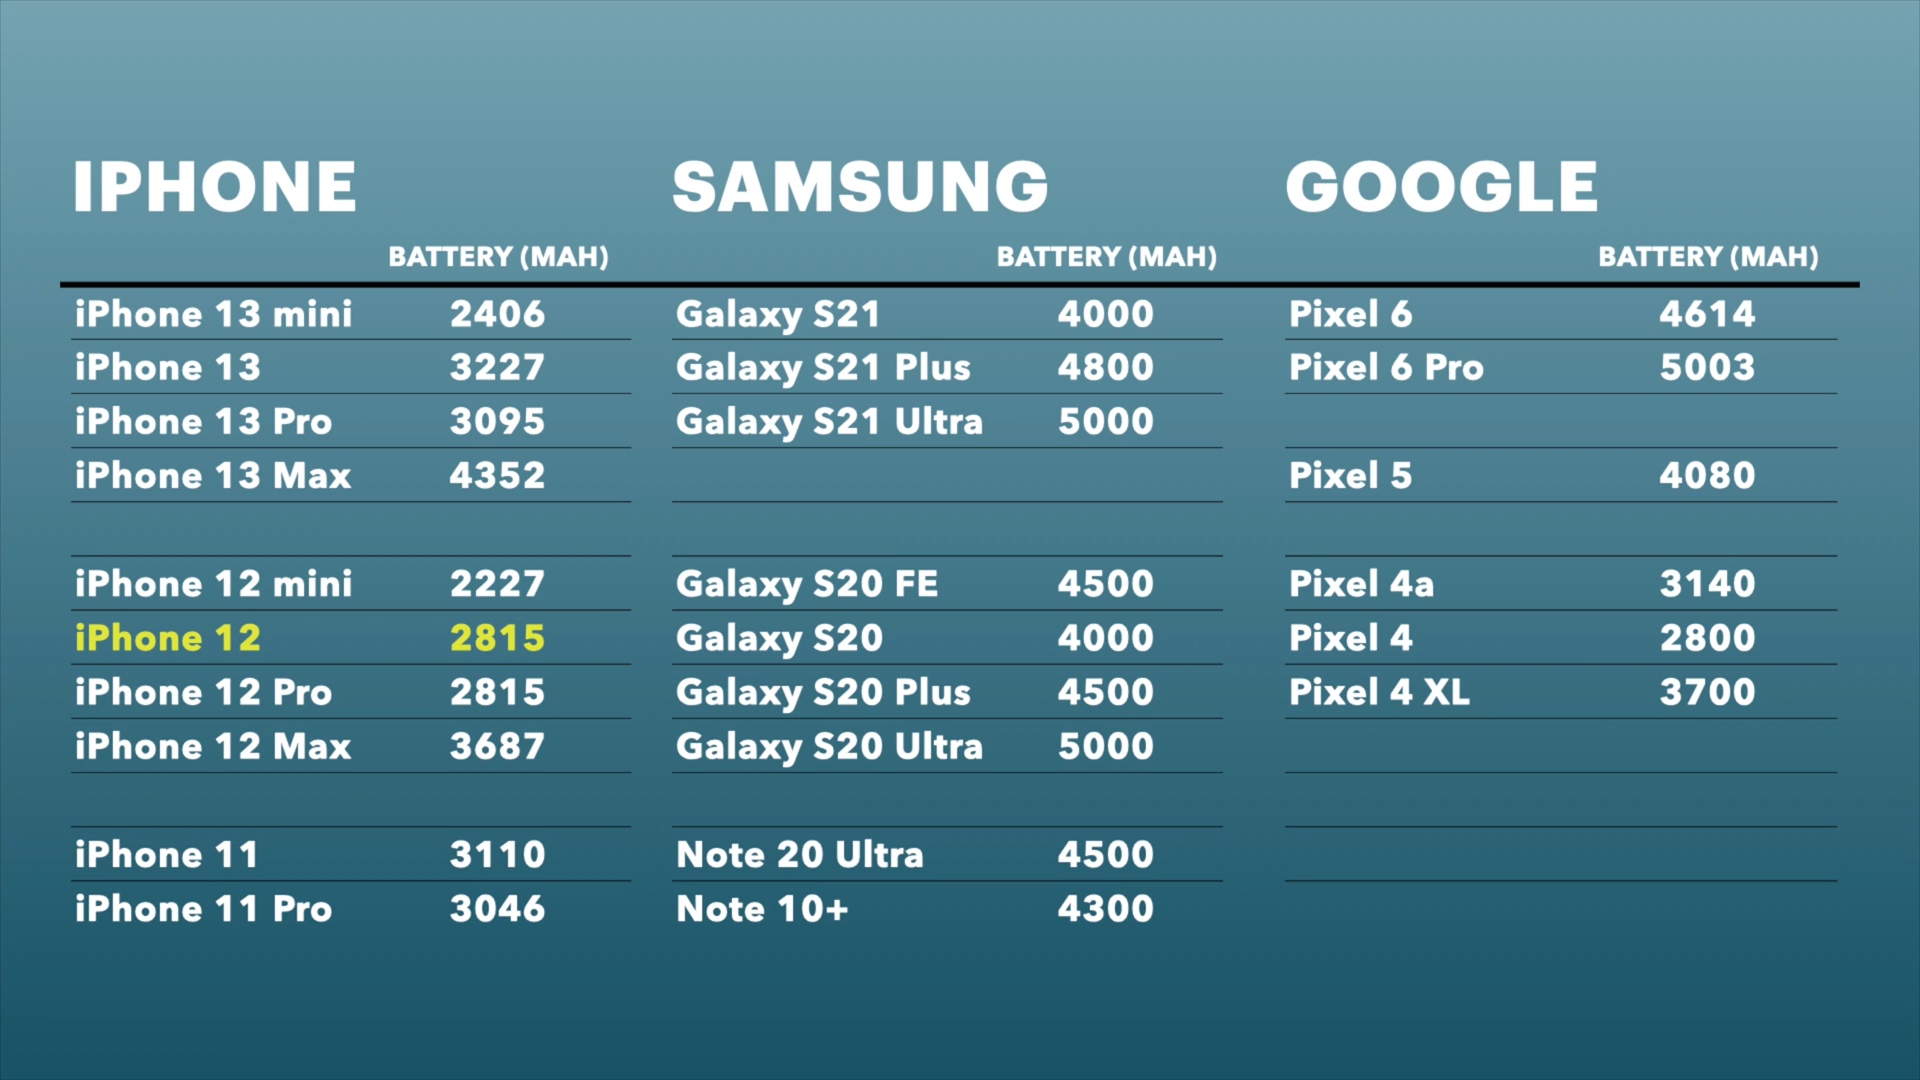 IPHONE SAMSUNG GOOGLE
BATTERY (MAH) BATTERY (MAH) BATTERY (MAH)
iPhone 13 mini 2406 Galaxy S21 4000 Pixel 6 4614
iPhone 13 3227 Galaxy S21 Plus 4800 Pixel 6 Pro 5003
iPhone 13 Pro 3095 Galaxy S21 Ultra 5000
iPhone 13 Max 4352 Pixel 5 4080
iPhone 12 mini 2227 Galaxy S20 FE 4500 Pixel 4a 3140
iPhone 12 2815 Galaxy S20 4000 Pixel 4 2800
iPhone 12 Pro 2815 Galaxy S20 Plus 4500 Pixel 4 XL 3700
iPhone 12 Max 3687 Galaxy S20 Ultra 5000
iPhone 11 3110 Note 20 Ultra 4500
iPhone 11 Pro 3046 Note 10+ 4300